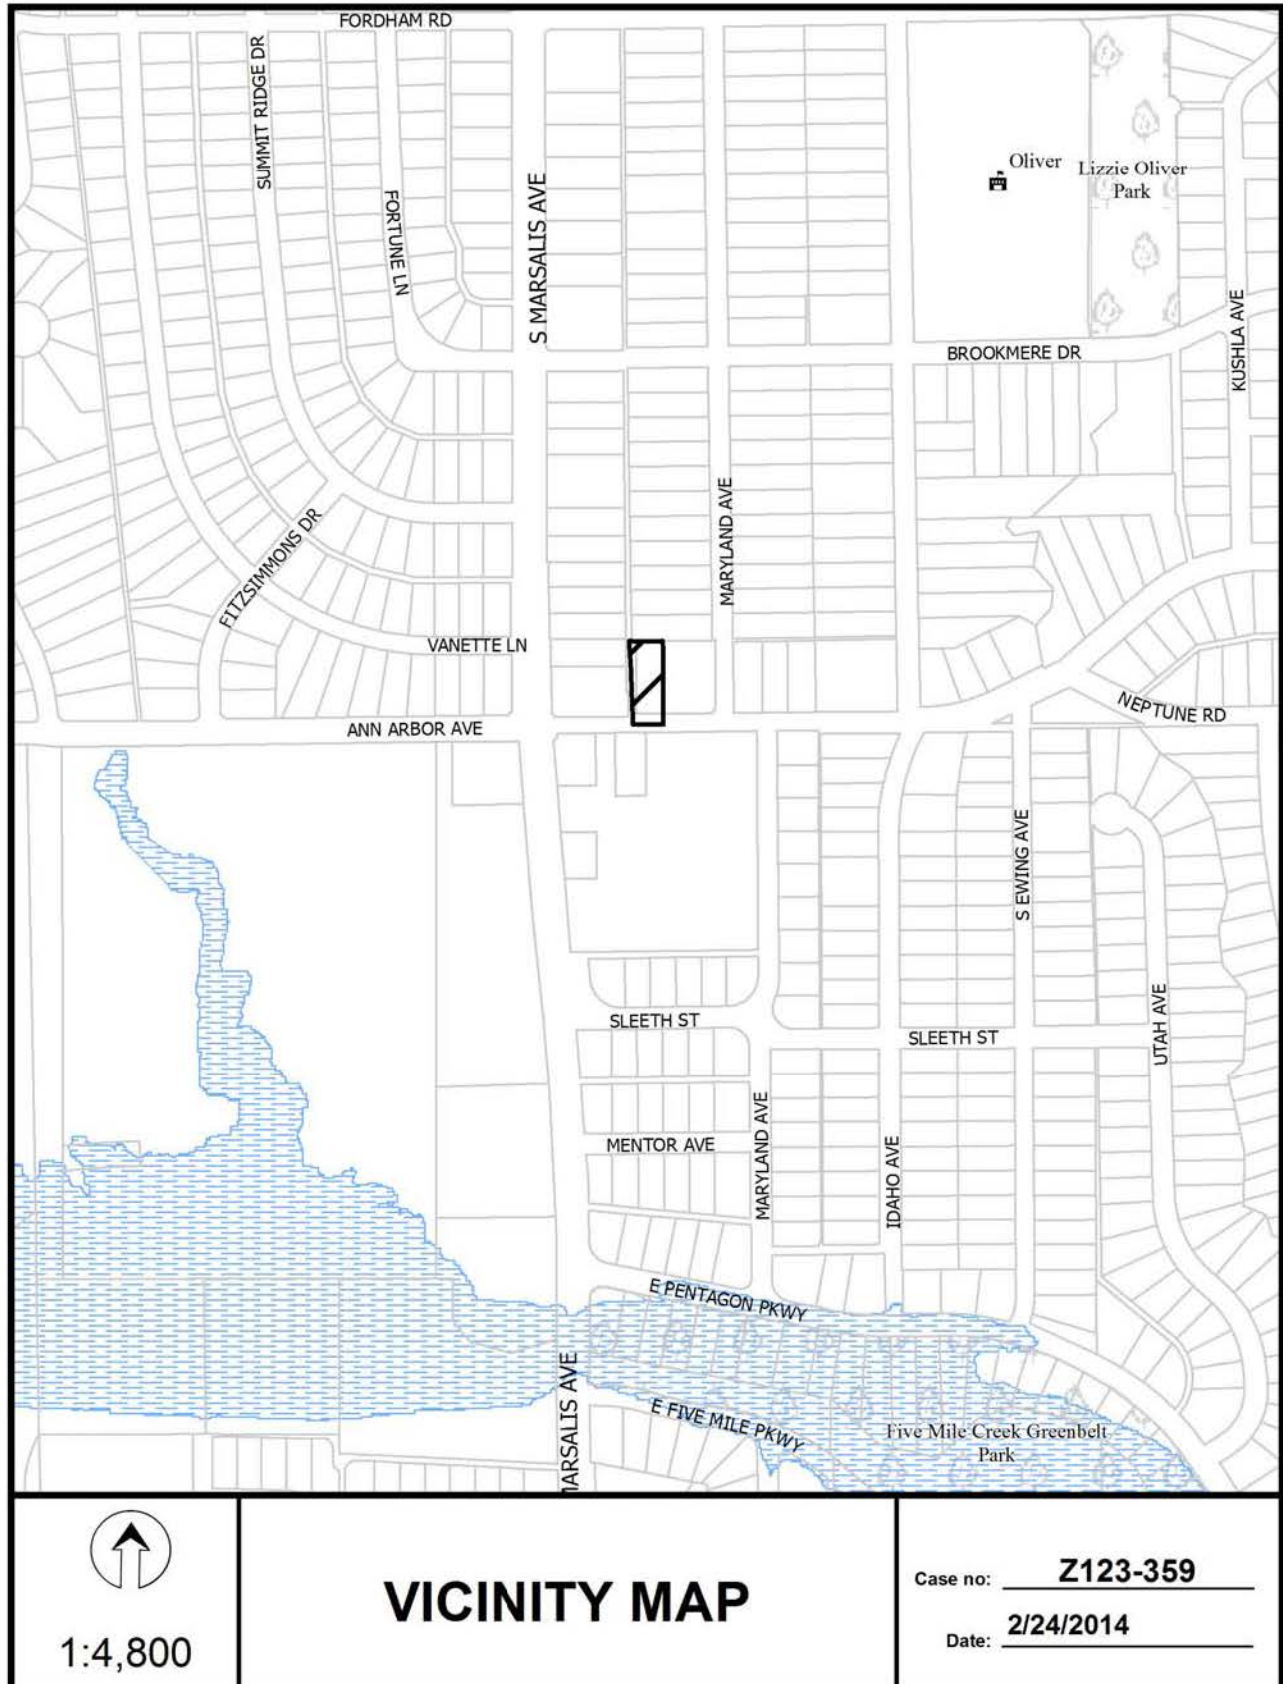 FORDHAM RD
SUMMIT RIDGE DR
FORTUNE LN
S MARSALIS AVE
Oliver
Lizzie Oliver
Park
KUSHLA AVE
BROOKMERE DR
MARYLAND AVE
FITZSIMMONS DR
VANETTE LN
ANN ARBOR AVE
NEPTUNE RD
S EWING AVE
UTAH AVE
SLEETH ST
SLEETH ST
MENTOR AVE
MARYLAND AVE
IDAHO AVE
E PENTAGON PKWY
MARSALIS AVE
E FIVE MILE PKWY
Five Mile Creek Greenbelt
Park
1:4,800
VICINITY MAP
Case no: Z123-359
Date: 2/24/2014